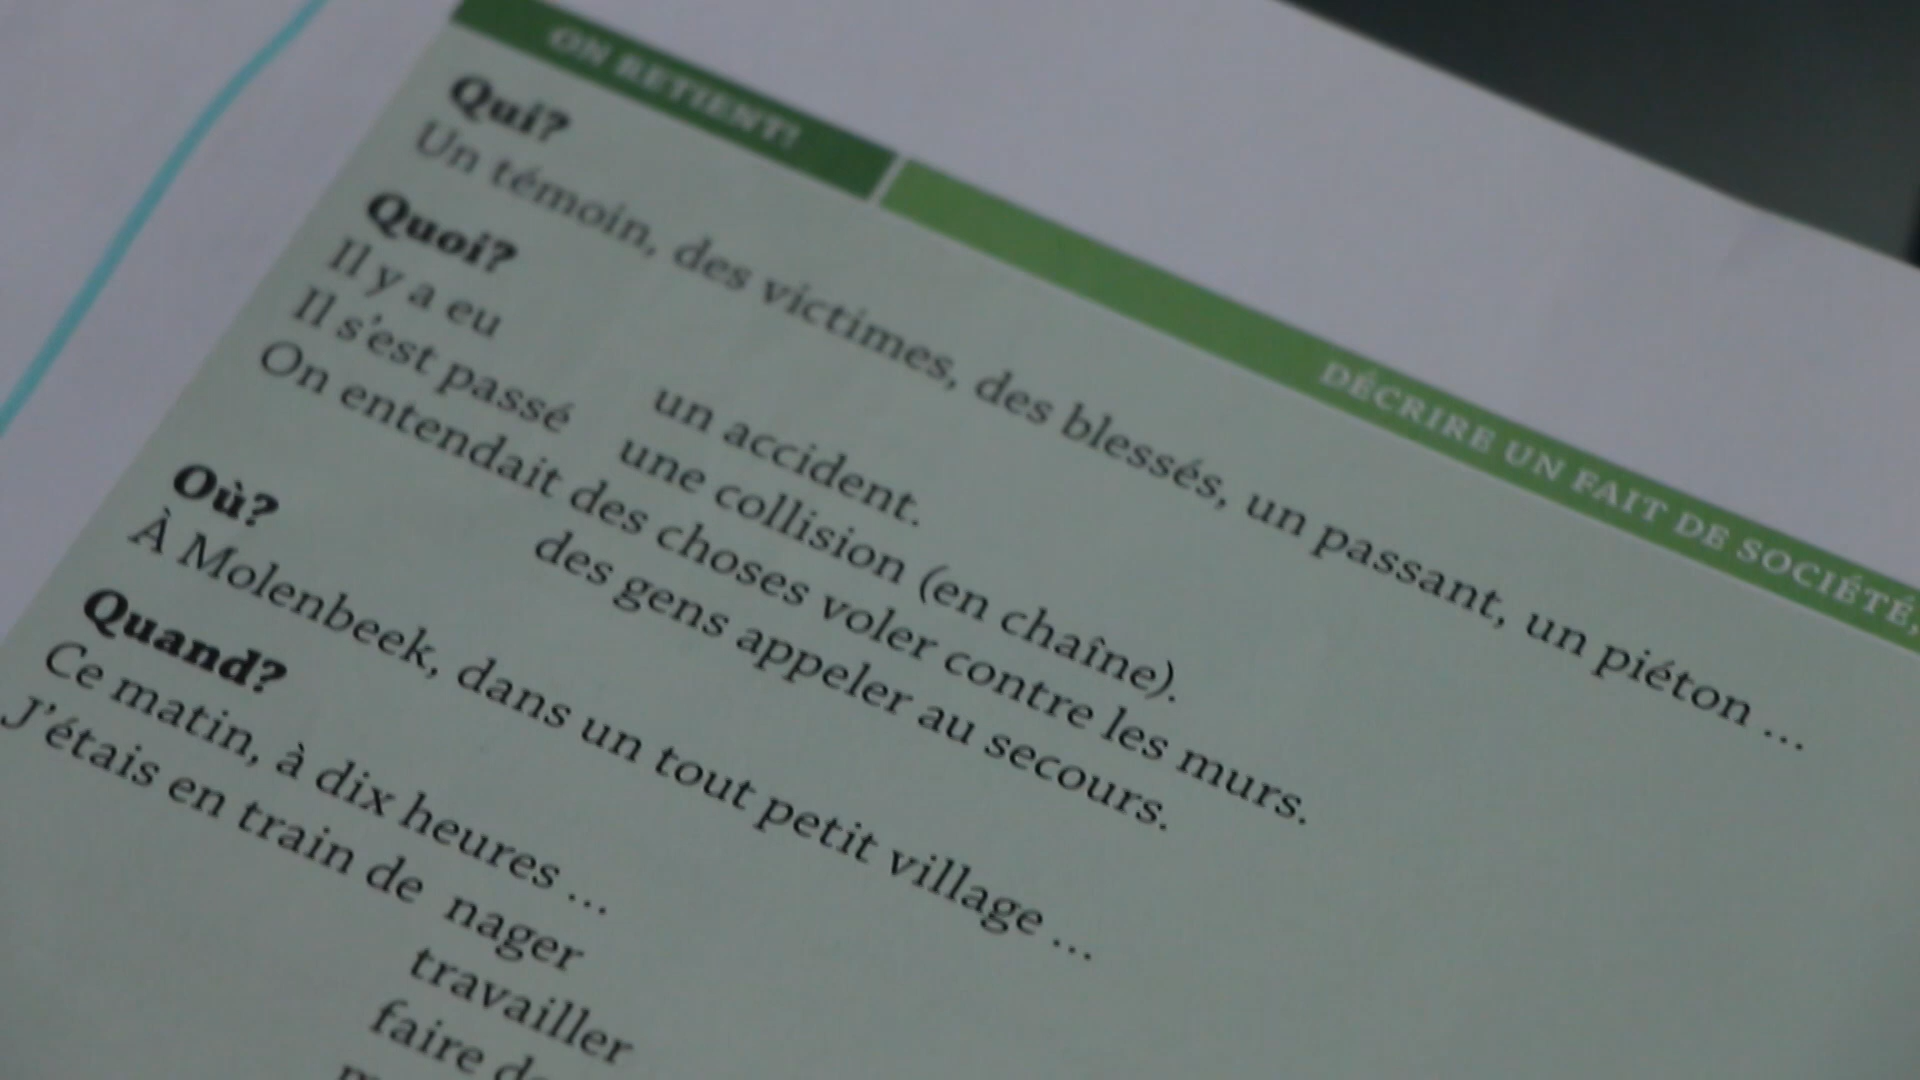 ON RETIENT!
DÉCRIRE UN FAIT DE SOCIÉTÉ,
Qui?
Un témoin, des victimes, des blessés, un passant, un piéton ...
Quoi?
Il y a eu
un accident.
Il s'est passé
une collision (en chaîne).
On entendait des choses voler contre les murs.
des gens appeler au secours.
Où?
À Molenbeek, dans un tout petit village ...
Quand?
Ce matin, à dix heures ...
J'étais en train de nager
travailler
faire